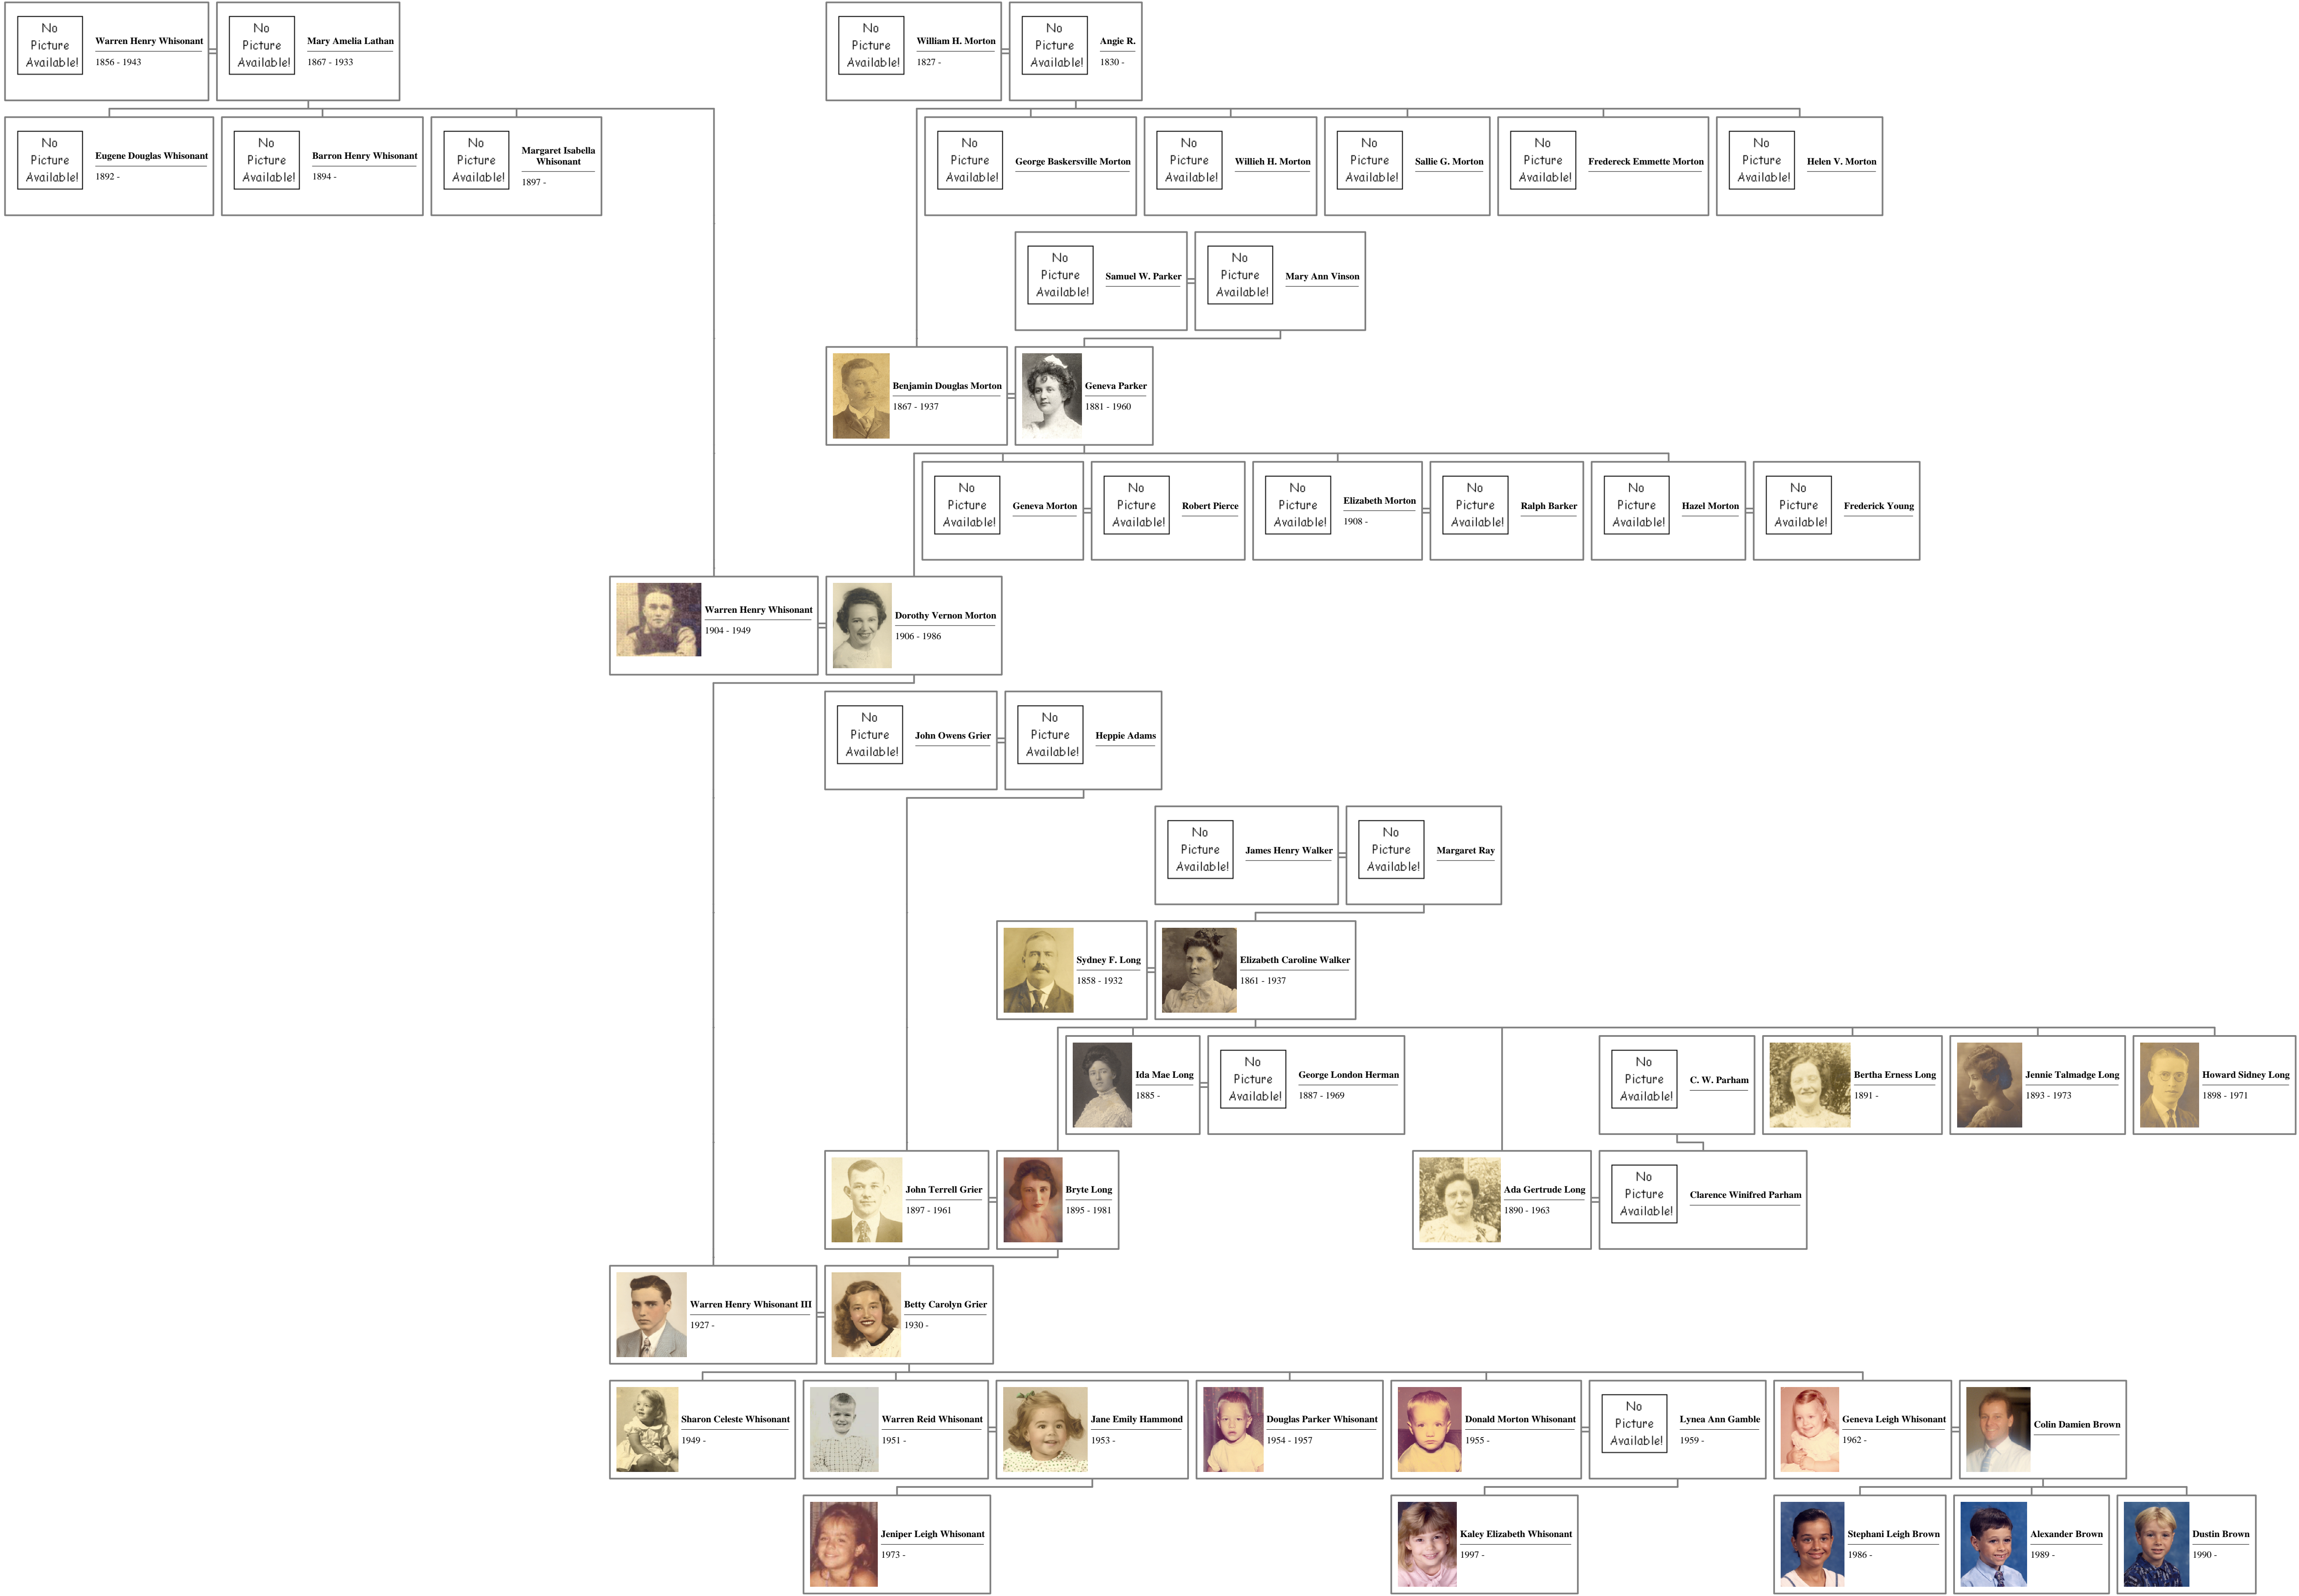 No
Picture
Available!
Warren Henry Whisonant
1856 - 1943
No
Picture
Available!
Mary Amelia Lathan
1867 - 1933
No
Picture
Available!
William H. Morton
1827 -
No
Picture
Available!
Angie R.
1830 -
No
Picture
Available!
Eugene Douglas Whisonant
1892 -
No
Picture
Available!
Barron Henry Whisonant
1894 -
No
Picture
Available!
Margaret Isabella
Whisonant
1897 -
No
Picture
Available!
George Baskersville Morton
No
Picture
Available!
Willieh H. Morton
No
Picture
Available!
Sallie G. Morton
No
Picture
Available!
Fredereck Emmette Morton
No
Picture
Available!
Helen V. Morton
No
Picture
Available!
Samuel W. Parker
No
Picture
Available!
Mary Ann Vinson
Benjamin Douglas Morton
1867 - 1937
Geneva Parker
1881 - 1960
No
Picture
Available!
Geneva Morton
No
Picture
Available!
Robert Pierce
No
Picture
Available!
Elizabeth Morton
1908 -
No
Picture
Available!
Ralph Barker
No
Picture
Available!
Hazel Morton
No
Picture
Available!
Frederick Young
Warren Henry Whisonant
1904 - 1949
Dorothy Vernon Morton
1906 - 1986
No
Picture
Available!
John Owens Grier
No
Picture
Available!
Heppie Adams
No
Picture
Available!
James Henry Walker
No
Picture
Available!
Margaret Ray
Sydney F. Long
1858 - 1932
Elizabeth Caroline Walker
1861 - 1937
Ida Mae Long
1885 -
No
Picture
Available!
George London Herman
1887 - 1969
No
Picture
Available!
C. W. Parham
Bertha Erness Long
1891 -
Jennie Talmadge Long
1893 - 1973
Howard Sidney Long
1898 - 1971
John Terrell Grier
1897 - 1961
Bryte Long
1895 - 1981
Ada Gertrude Long
1890 - 1963
No
Picture
Available!
Clarence Winifred Parham
Warren Henry Whisonant III
1927 -
Betty Carolyn Grier
1930 -
Sharon Celeste Whisonant
1949 -
Warren Reid Whisonant
1951 -
Jane Emily Hammond
1953 -
Douglas Parker Whisonant
1954 - 1957
Donald Morton Whisonant
1955 -
No
Picture
Available!
Lynea Ann Gamble
1959 -
Geneva Leigh Whisonant
1962 -
Colin Damien Brown
Jeniper Leigh Whisonant
1973 -
Kaley Elizabeth Whisonant
1997 -
Stephani Leigh Brown
1986 -
Alexander Brown
1989 -
Dustin Brown
1990 -